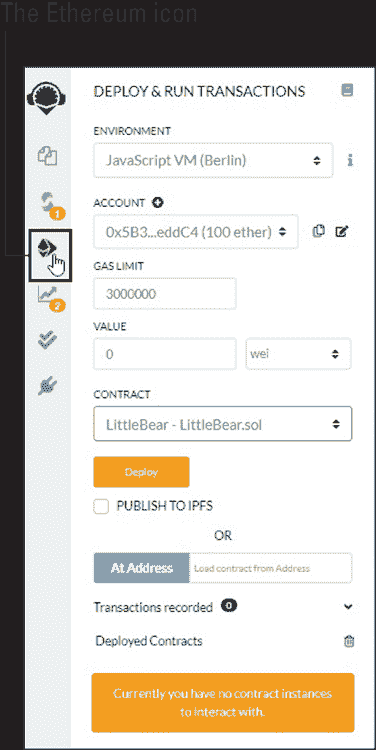 The Ethereum icon
DEPLOY & RUN TRANSACTIONS
ENVIRONMENT
JavaScript VM (Berlin)
i
ACCOUNT
0x5B3...eddC4 (100 ether)
1
GAS LIMIT
3000000
2
VALUE
0 wei
CONTRACT
LittleBear - LittleBear.sol
Deploy
PUBLISH TO IPFS
OR
At Address Load contract from Address
Transactions recorded 0
Deployed Contracts
Currently you have no contract instances
to interact with.